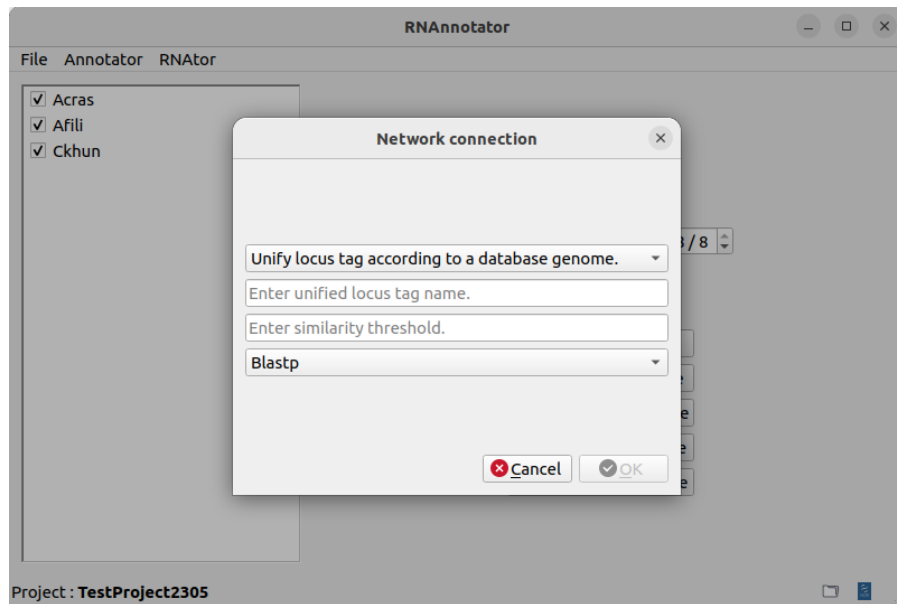 RNAnnotator
File Annotator RNAtor
Acras
Afili
Ckhun
Network connection
/ 8
Unify locus tag according to a database genome.
Enter unified locus tag name.
Enter similarity threshold.
Blastp
e
e
Cancel
OK
Project : TestProject2305